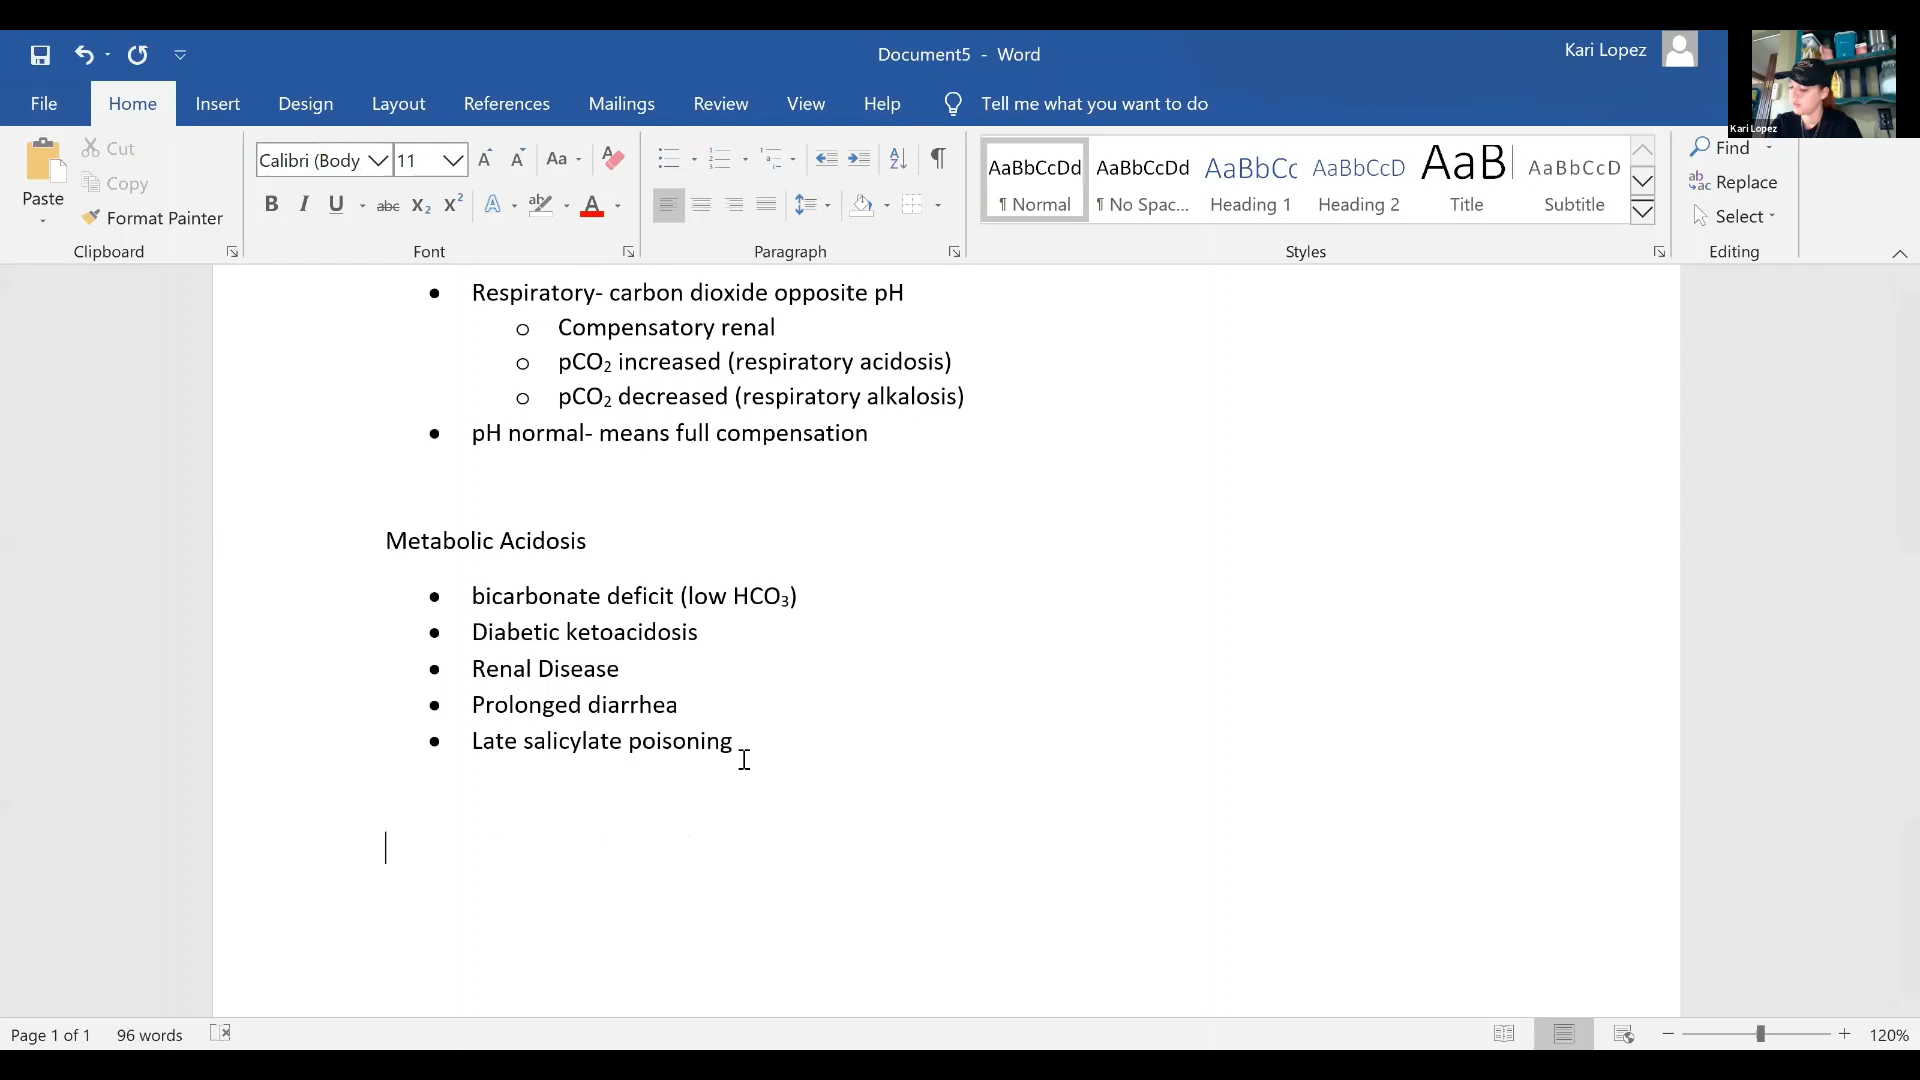 Document5 - Word
Kari Lopez
Kari Lopez
File Home Insert Design Layout References Mailings Review View Help Tell me what you want to do
Paste
Cut
Copy
Format Painter
Clipboard
Calibri (Body 11
Font
Paragraph
AaBbCcDd AaBbCcDd AaBbCc AaBbCcD AaB AaBbCcD
¶ Normal ¶ No Spac... Heading 1 Heading 2 Title Subtitle
Styles
Find
Replace
Select
Editing
• Respiratory- carbon dioxide opposite pH
o Compensatory renal
o pCO₂ increased (respiratory acidosis)
o pCO₂ decreased (respiratory alkalosis)
• pH normal- means full compensation
Metabolic Acidosis
• bicarbonate deficit (low HCO₃)
• Diabetic ketoacidosis
• Renal Disease
• Prolonged diarrhea
• Late salicylate poisoning
Page 1 of 1 96 words 120%